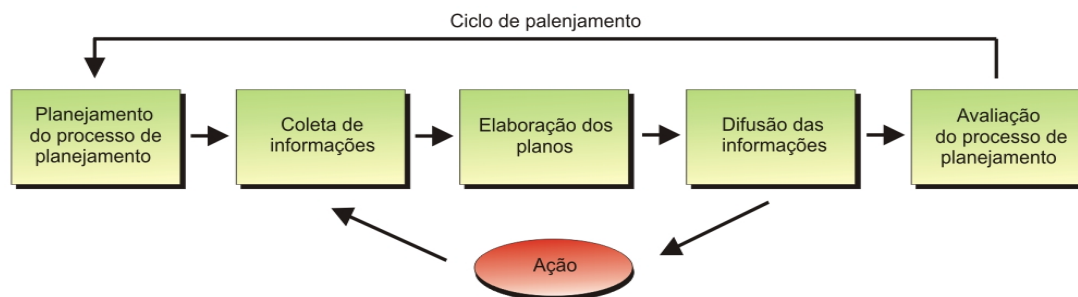 Ciclo de palenjamento
Planejamento
do processo de
planejamento
Coleta de
informações
Elaboração dos
planos
Difusão das
informações
Avaliação
do processo de
planejamento
Ação